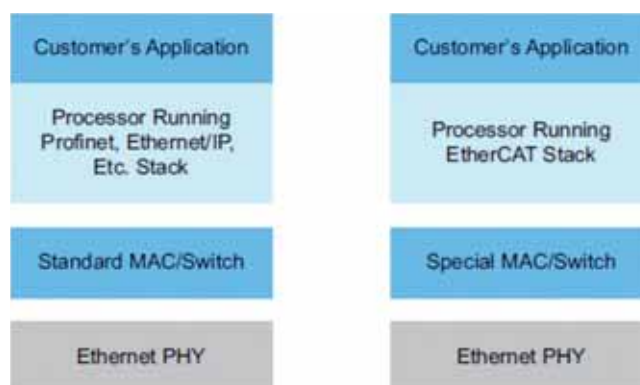 Customer's Application
Processor Running
Profinet, Ethernet/IP,
Etc. Stack
Standard MAC/Switch
Ethernet PHY
Customer's Application
Processor Running
EtherCAT Stack
Special MAC/Switch
Ethernet PHY